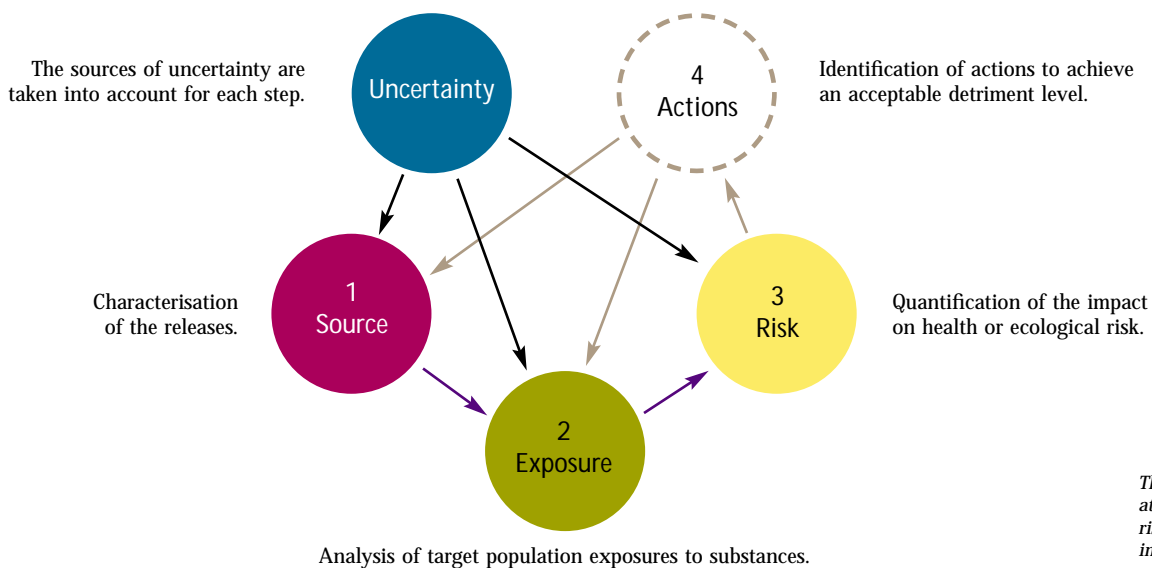 The sources of uncertainty are
taken into account for each step.
Uncertainty
4
Actions
Identification of actions to achieve
an acceptable detriment level.
Characterisation
of the releases.
1
Source
3
Risk
Quantification of the impact
on health or ecological risk.
2
Exposure
Analysis of target population exposures to substances.